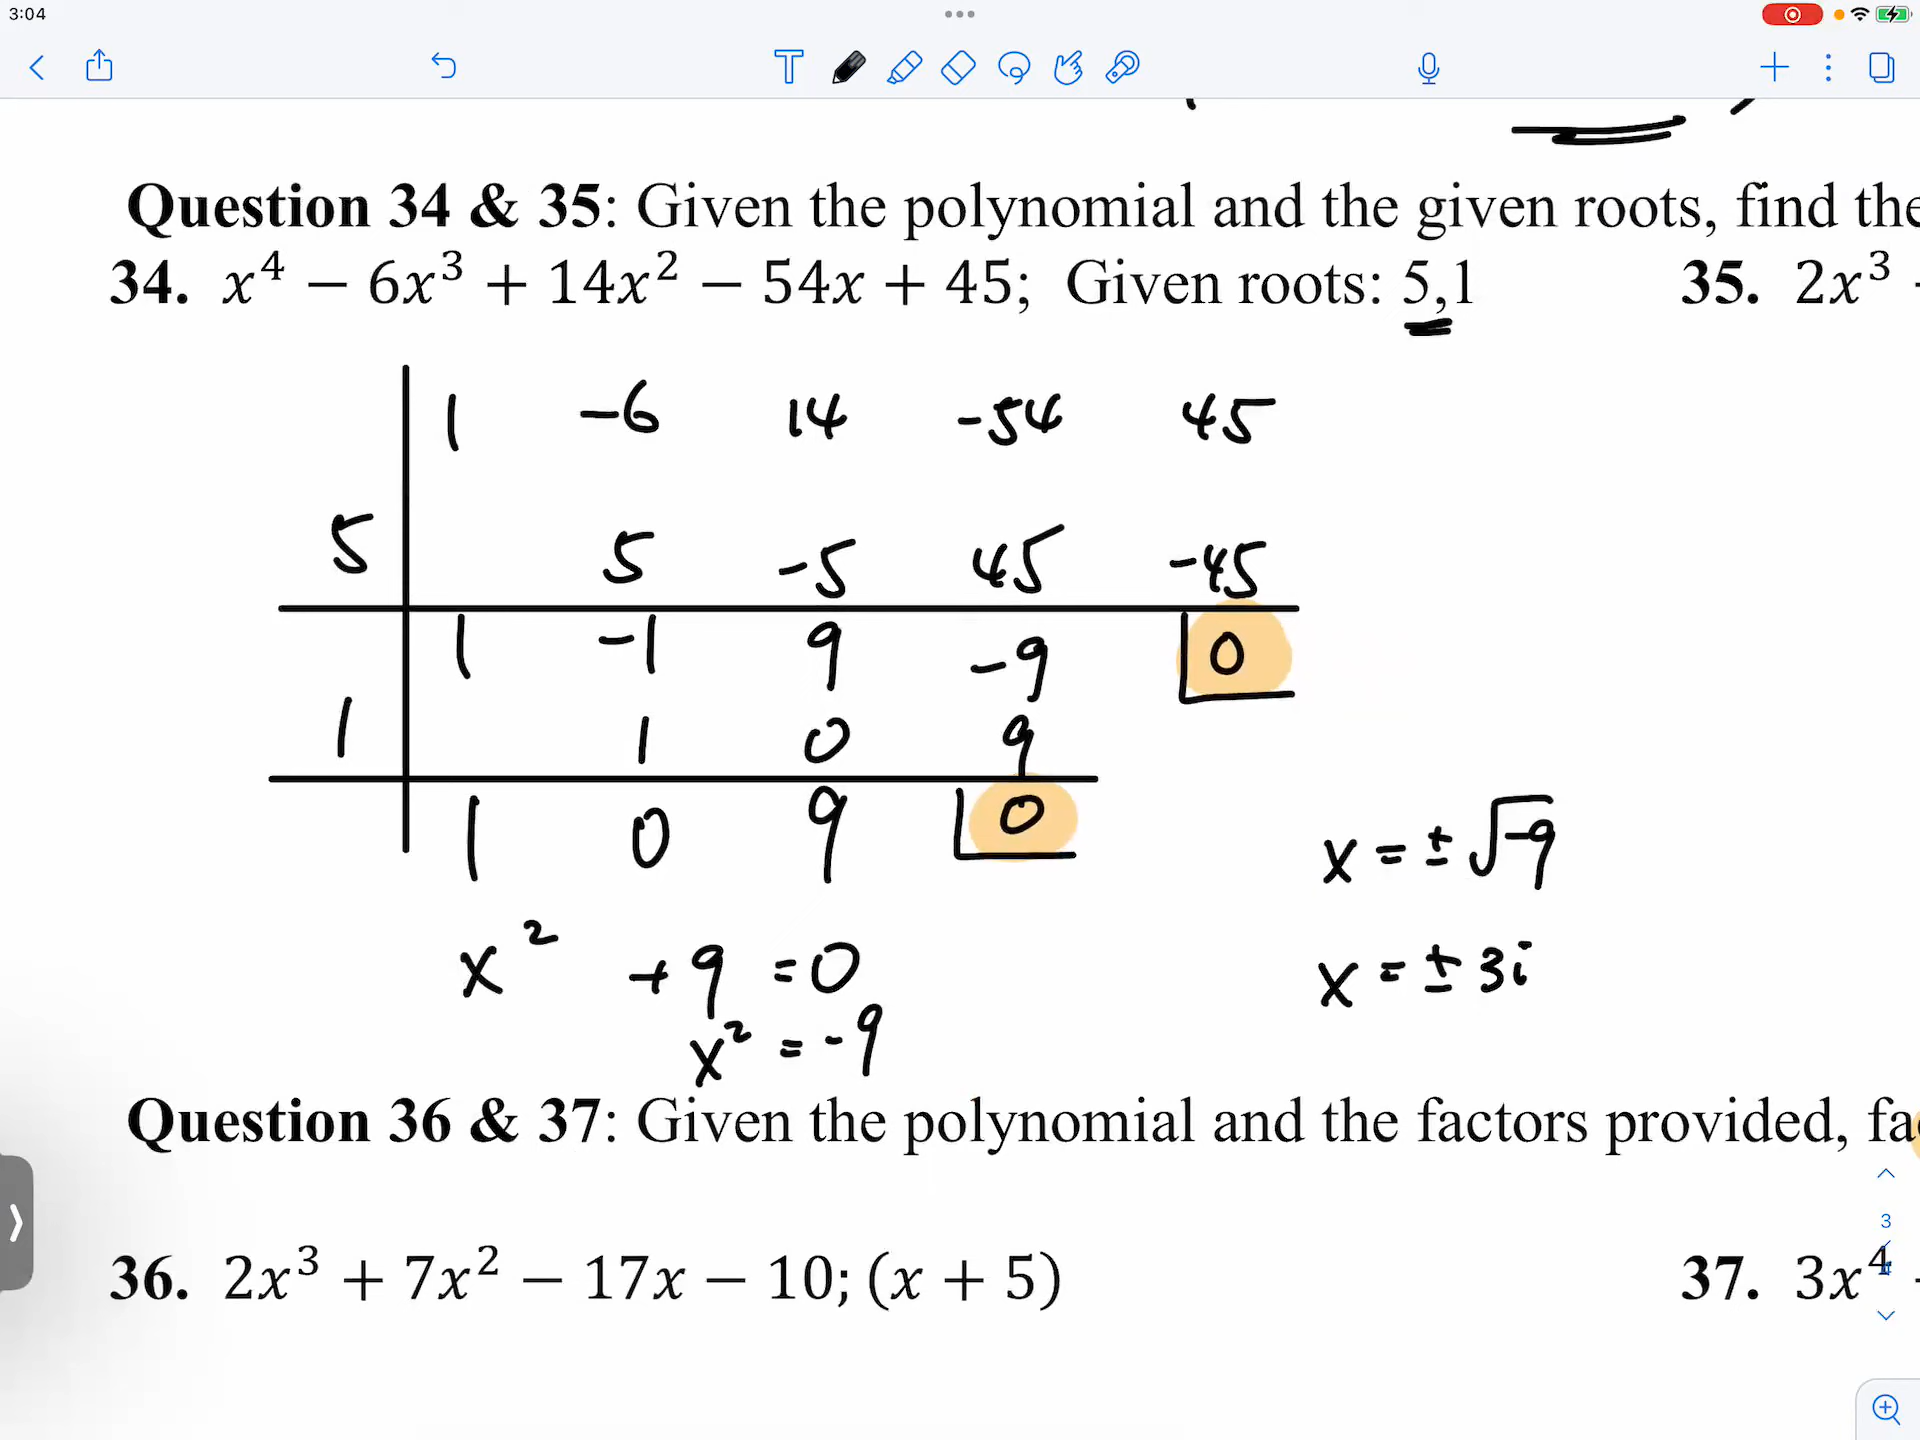 3:04
Question 34 & 35: Given the polynomial and the given roots, find the
34. x⁴ − 6x³ + 14x² − 54x + 45; Given roots: 5,1
35. 2x³
1 -6 14 -54 45
5 5 -5 45 -45
1 -1 9 -9 0
1 1 0 9
1 0 9 0
x² + 9 = 0
x² = -9
x = ± √-9
x = ± 3i
Question 36 & 37: Given the polynomial and the factors provided, fa
36. 2x³ + 7x² − 17x − 10; (x + 5)
37. 3x⁴
3